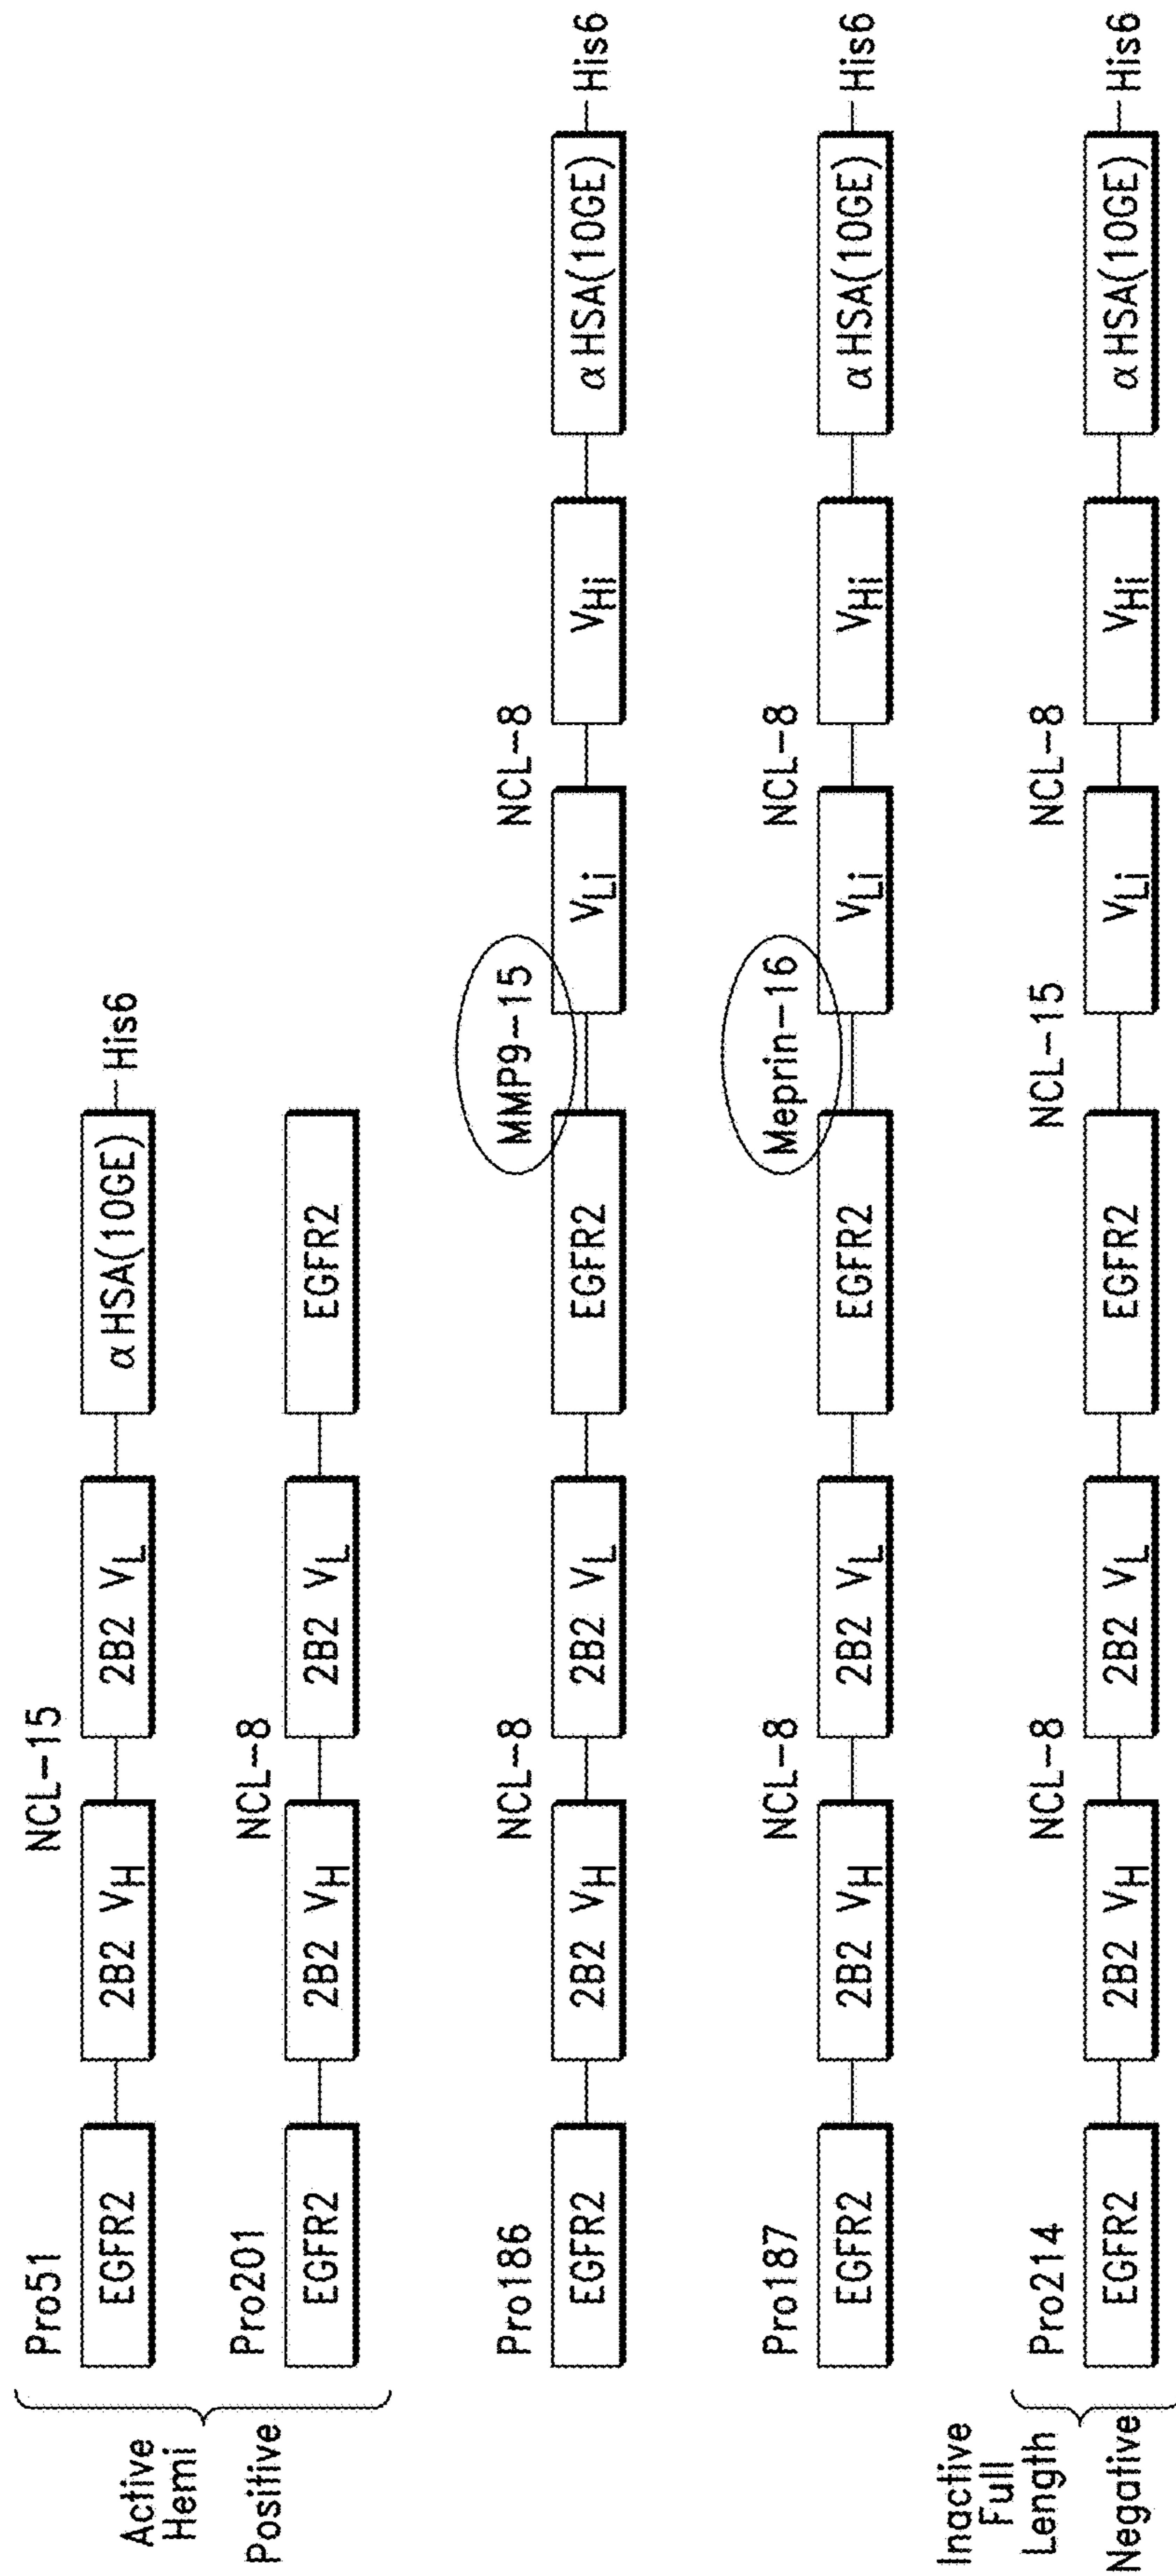 Active
Hemi
Positive
Pro51
NCL-15
EGFR2
2B2 VH
2B2 VL
αHSA(10GE)
His6
Pro201
NCL-8
EGFR2
2B2 VH
2B2 VL
EGFR2
Pro186
NCL-8
MMP9-15
NCL-8
EGFR2
2B2 VH
2B2 VL
EGFR2
VLi
VHi
αHSA(10GE)
His6
Pro187
NCL-8
Meprin-16
NCL-8
EGFR2
2B2 VH
2B2 VL
EGFR2
VLi
VHi
αHSA(10GE)
His6
Inactive
Full
Length
Negative
Pro214
NCL-8
NCL-15
NCL-8
EGFR2
2B2 VH
2B2 VL
EGFR2
VLi
VHi
αHSA(10GE)
His6